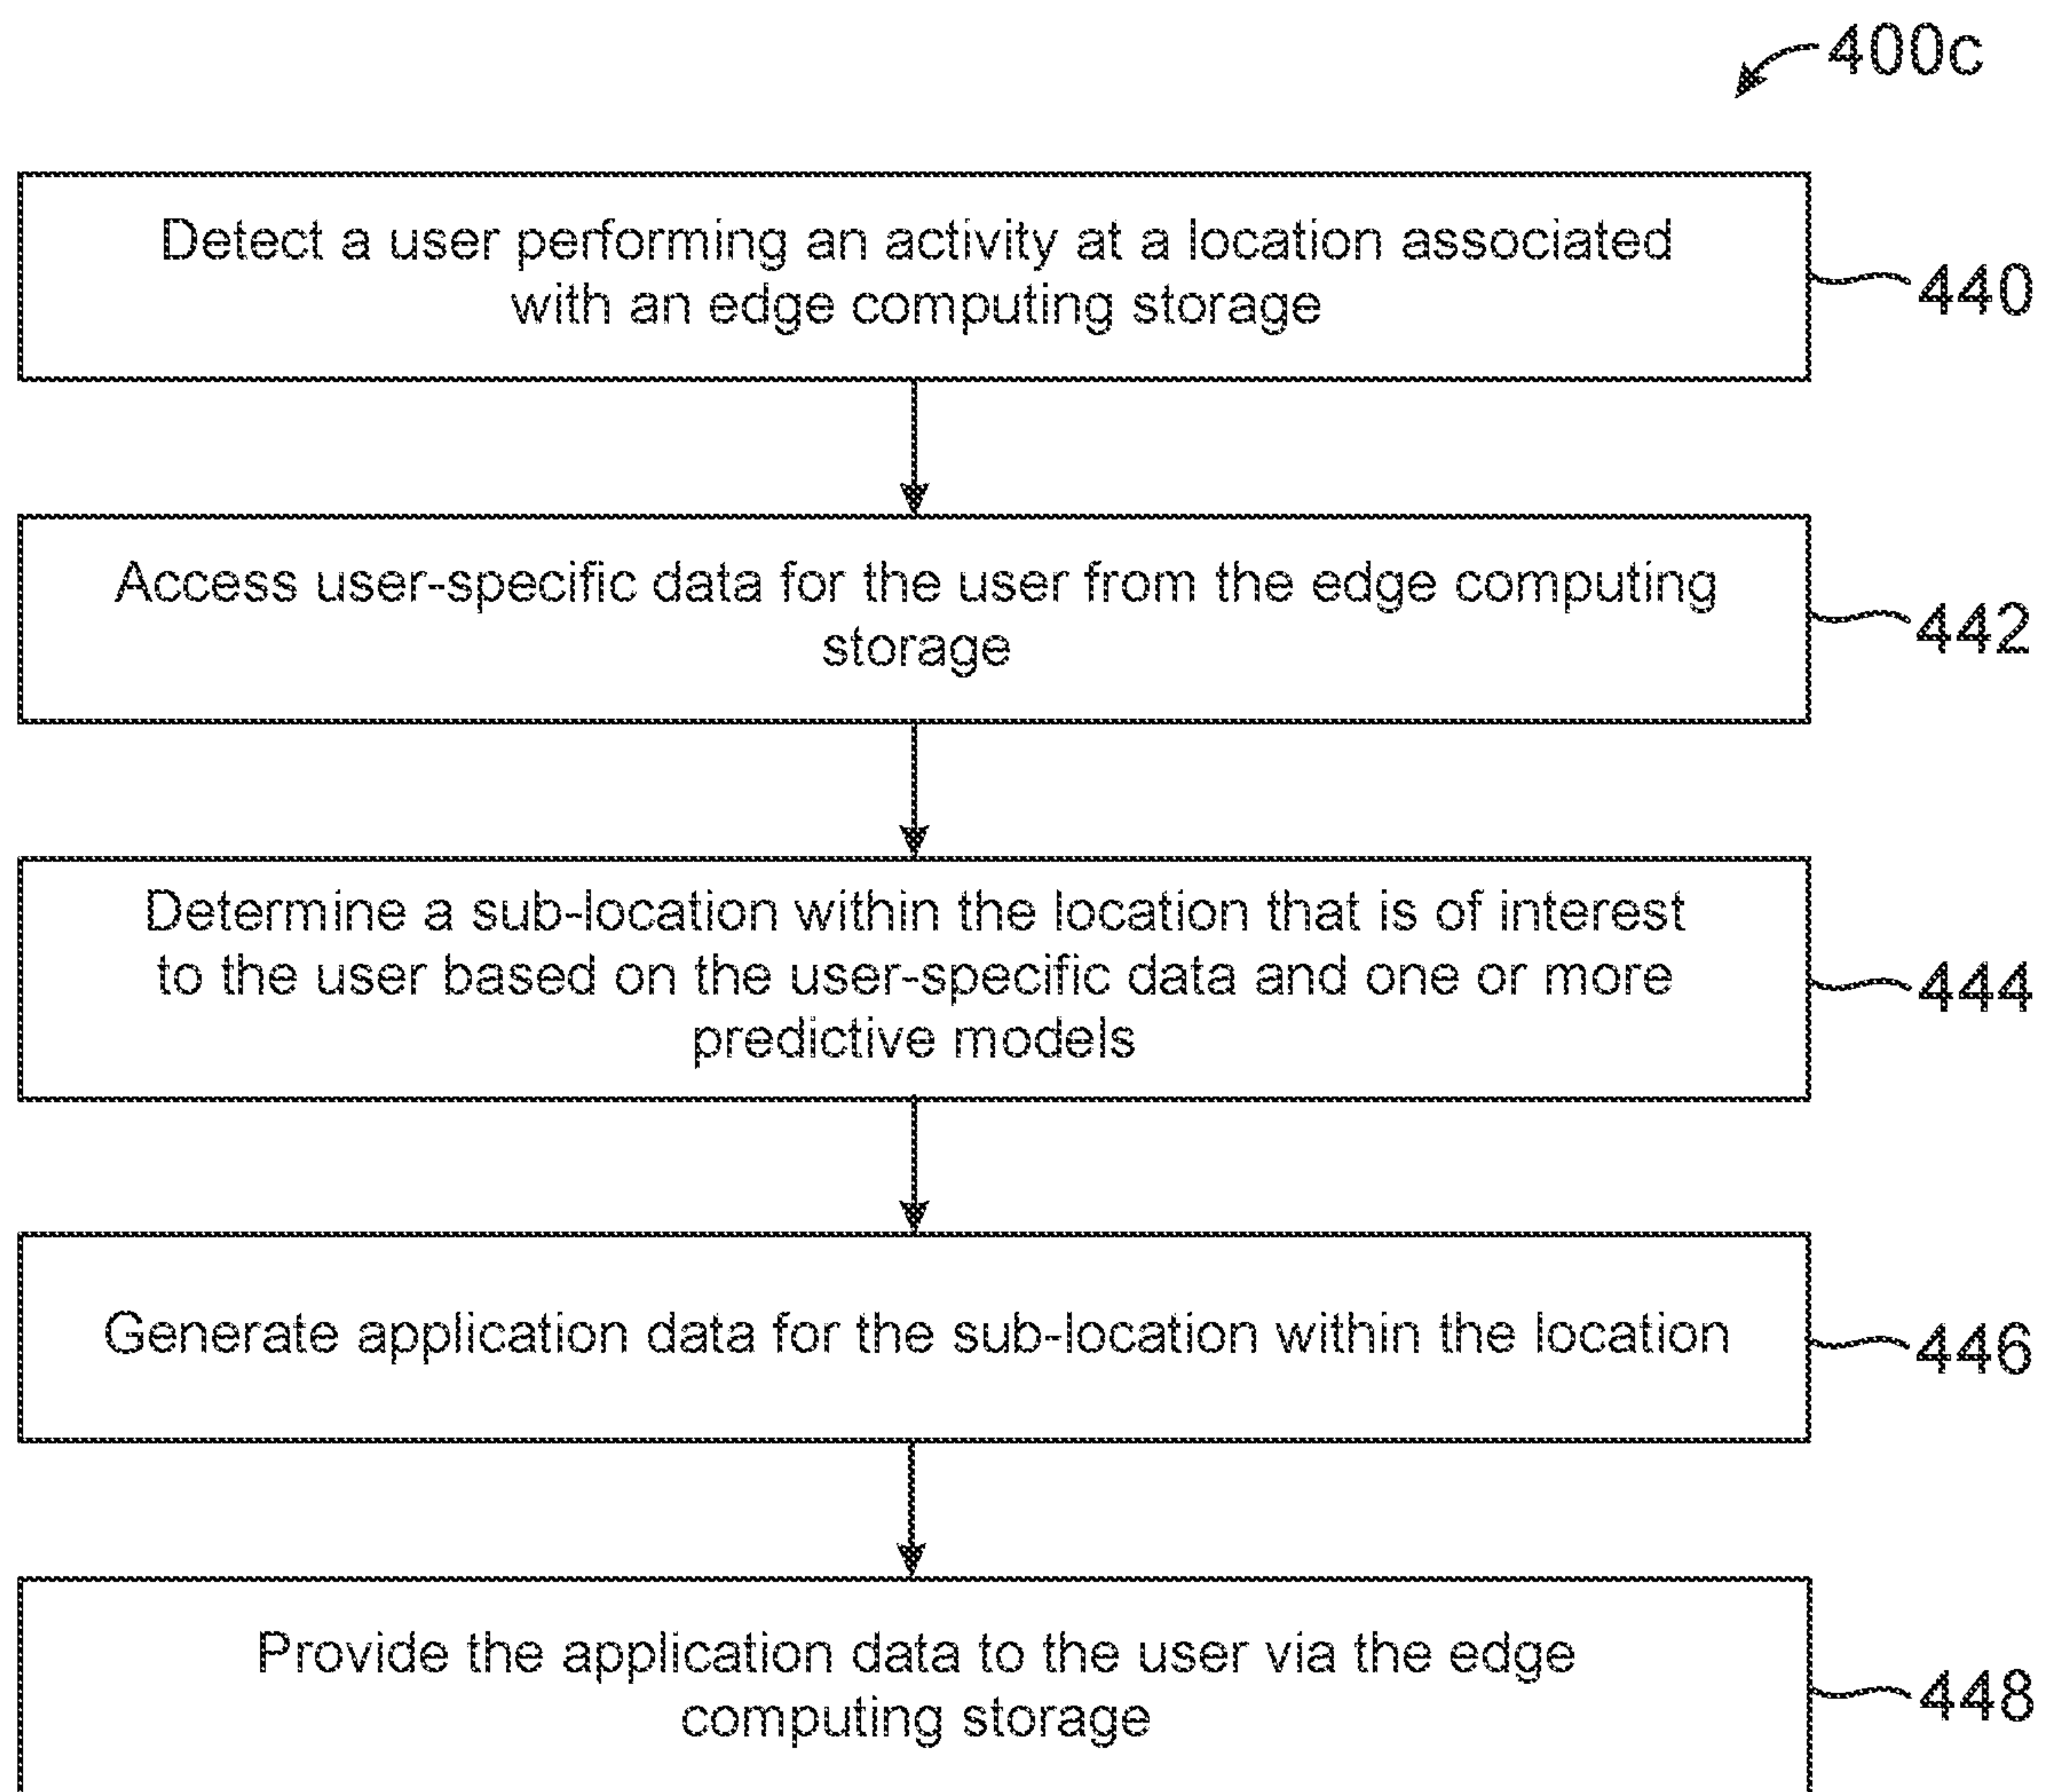 400c
Detect a user performing an activity at a location associated
with an edge computing storage
440
Access user-specific data for the user from the edge computing
storage
442
Determine a sub-location within the location that is of interest
to the user based on the user-specific data and one or more
predictive models
444
Generate application data for the sub-location within the location
446
Provide the application data to the user via the edge
computing storage
448